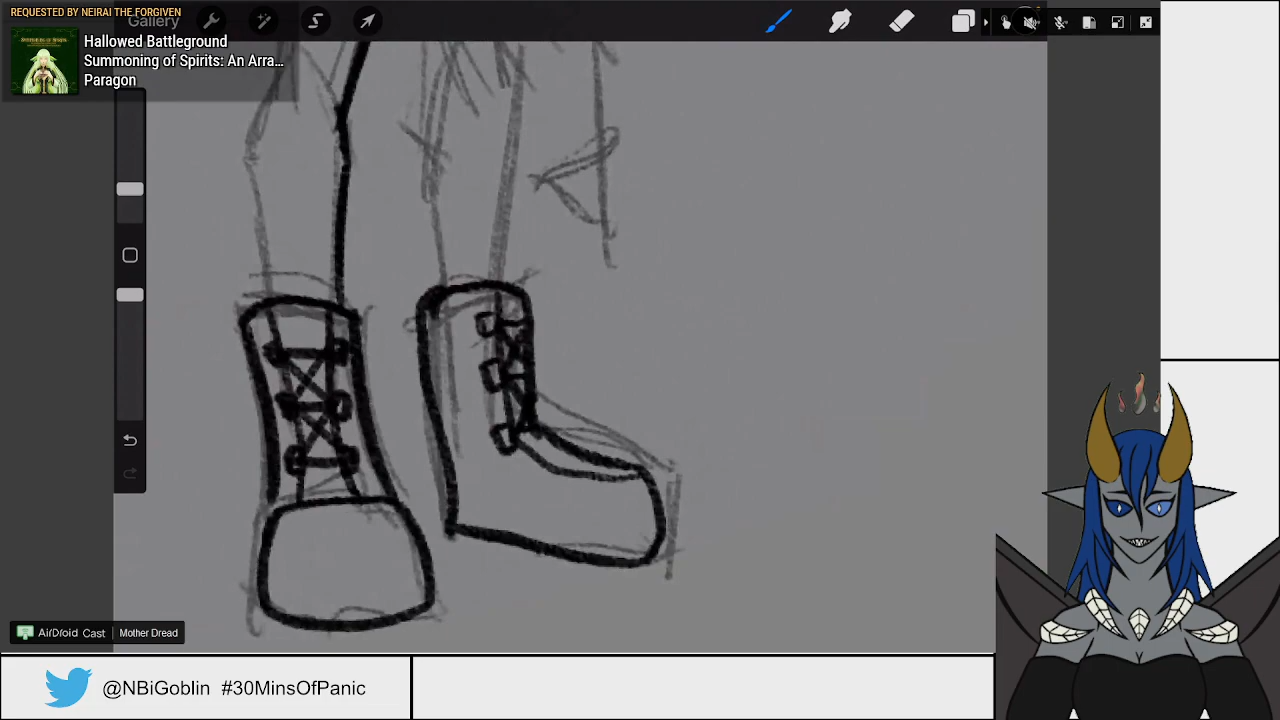 REQUESTED BY NEIRAI THE FORGIVEN
Gallery
Hallowed Battleground
Summoning of Spirits: An Arra...
Paragon
AirDroid Cast Mother Dread
@NBiGoblin #30MinsOfPanic